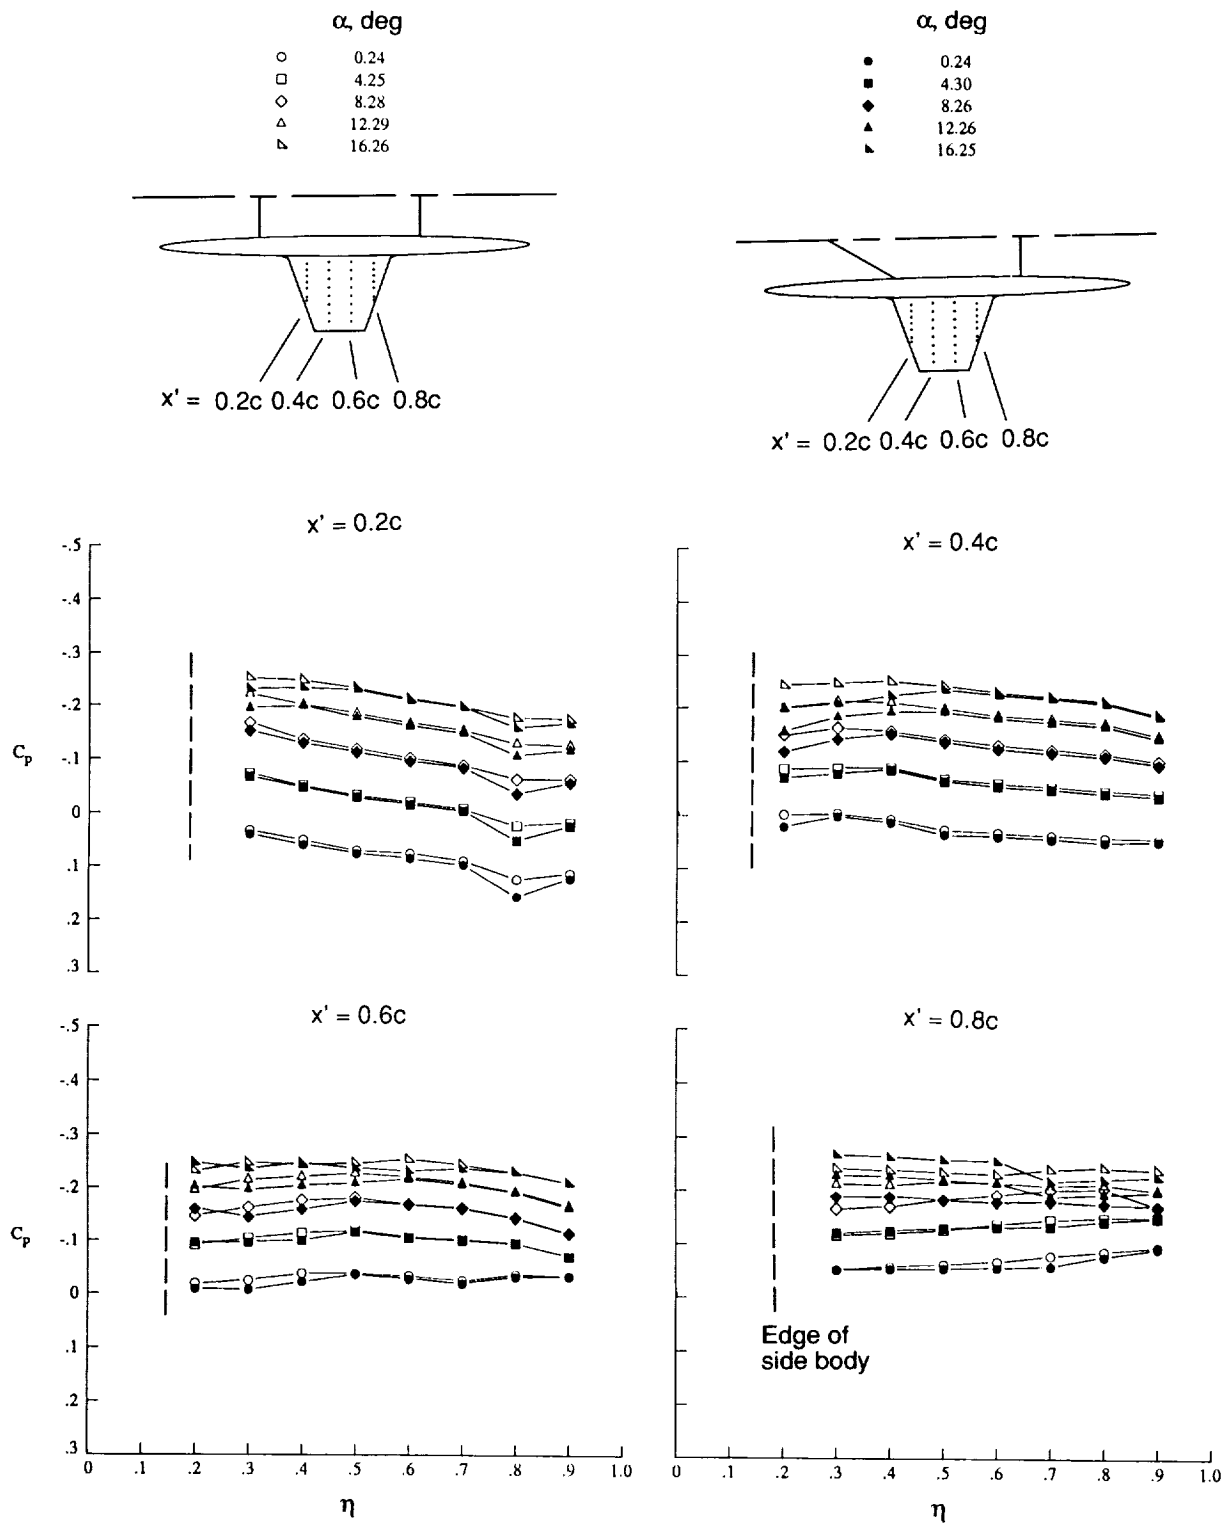 α, deg
0.24
4.25
8.28
12.29
16.26
α, deg
0.24
4.30
8.26
12.26
16.25
x' = 0.2c 0.4c 0.6c 0.8c
x' = 0.2c 0.4c 0.6c 0.8c
x' = 0.2c
-.5
-.4
-.3
-.2
-.1
0
.1
.2
.3
Cp
x' = 0.4c
x' = 0.6c
-.5
-.4
-.3
-.2
-.1
0
.1
.2
.3
Cp
0 .1 .2 .3 .4 .5 .6 .7 .8 .9 1.0
η
x' = 0.8c
Edge of
side body
0 .1 .2 .3 .4 .5 .6 .7 .8 .9 1.0
η